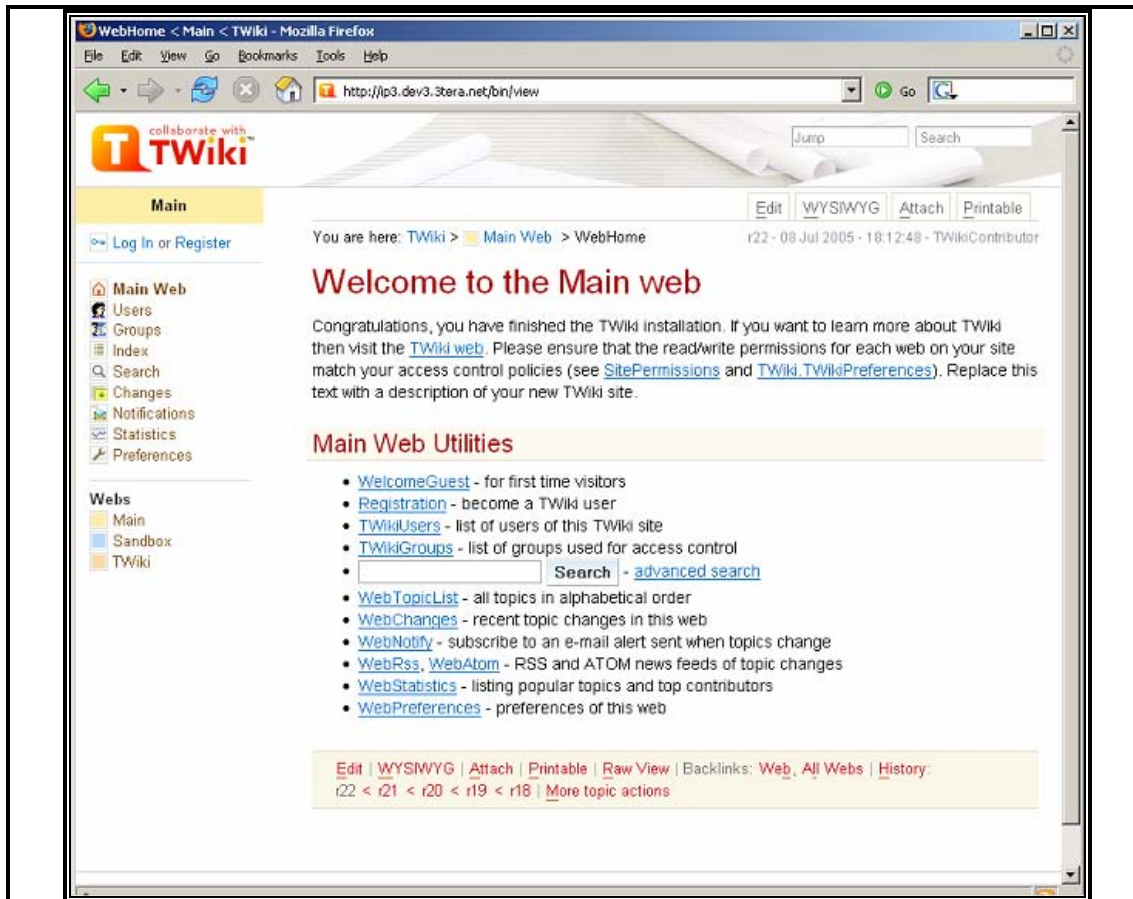 WebHome < Main < TWiki - Mozilla Firefox
File Edit View Go Bookmarks Tools Help
http://ip3.dev3.3tera.net/bin/view Go G
collaborate with
TWiki™
Jump Search
Main
Edit WYSIWYG Attach Printable
Log In or Register
You are here: TWiki > Main Web > WebHome
r22 - 08 Jul 2005 - 18:12:48 - TWikiContributor
Main Web
Users
Groups
Index
Search
Changes
Notifications
Statistics
Preferences
Webs
Main
Sandbox
TWiki
Welcome to the Main web
Congratulations, you have finished the TWiki installation. If you want to learn more about TWiki
then visit the TWiki web. Please ensure that the read/write permissions for each web on your site
match your access control policies (see SitePermissions and TWiki.TWikiPreferences). Replace this
text with a description of your new TWiki site.
Main Web Utilities
• WelcomeGuest - for first time visitors
• Registration - become a TWiki user
• TWikiUsers - list of users of this TWiki site
• TWikiGroups - list of groups used for access control
• Search - advanced search
• WebTopicList - all topics in alphabetical order
• WebChanges - recent topic changes in this web
• WebNotify - subscribe to an e-mail alert sent when topics change
• WebRss, WebAtom - RSS and ATOM news feeds of topic changes
• WebStatistics - listing popular topics and top contributors
• WebPreferences - preferences of this web
Edit | WYSIWYG | Attach | Printable | Raw View | Backlinks: Web, All Webs | History:
r22 < r21 < r20 < r19 < r18 | More topic actions